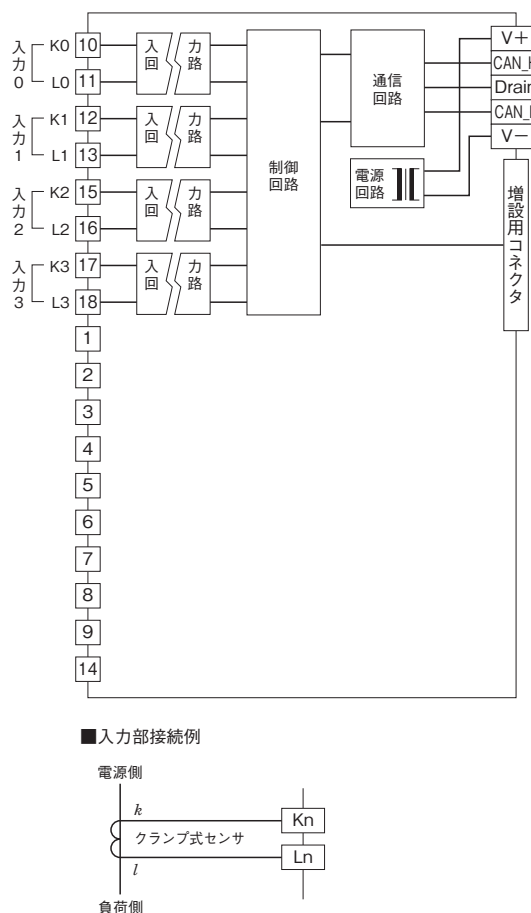 入力0
K0 10
L0 11
入力1
K1 12
L1 13
入力2
K2 15
L2 16
入力3
K3 17
L3 18
1
2
3
4
5
6
7
8
9
14
入力
回路
入力
回路
入力
回路
入力
回路
制御
回路
通信
回路
電源
回路
V+
CAN_
Drain
CAN_
V−
増設用コネクタ
■入力部接続例
電源側
k
クランプ式センサ
l
負荷側
Kn
Ln